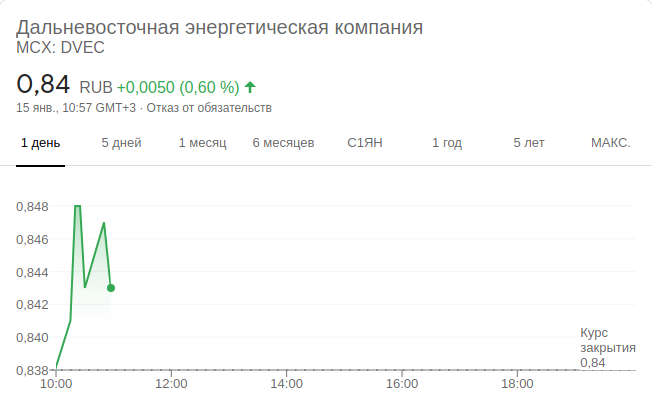 Дальневосточная энергетическая компания
MCX: DVEC
0,84 RUB +0,0050 (0,60 %)
15 янв., 10:57 GMT+3 · Отказ от обязательств
1 день 5 дней 1 месяц 6 месяцев С1ЯН 1 год 5 лет МАКС.
0,848
0,846
0,844
0,842
0,840
0,838
Курс
закрытия
0,84
10:00 12:00 14:00 16:00 18:00